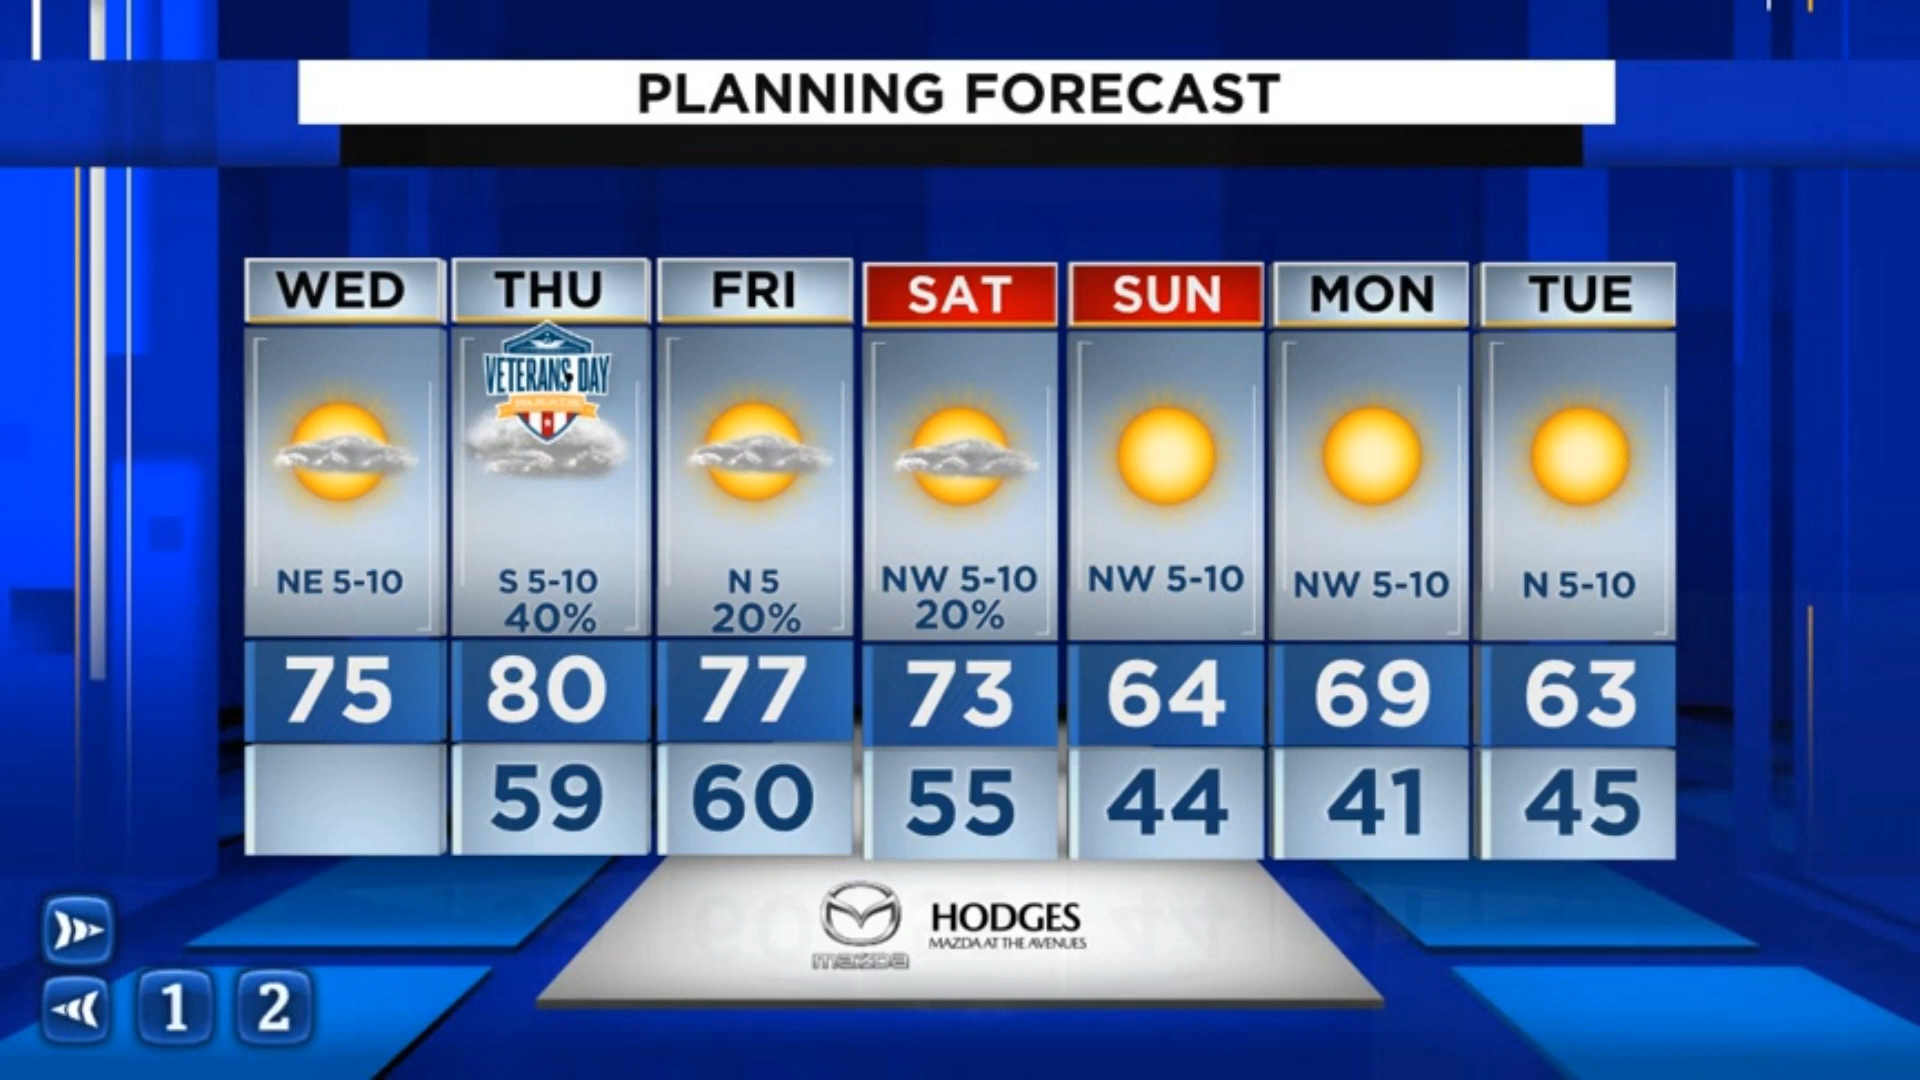 PLANNING FORECAST
WED THU FRI SAT SUN MON TUE
VETERANS DAY
NE 5-10 S 5-10 N 5 NW 5-10 NW 5-10 NW 5-10 N 5-10
40% 20% 20%
75 80 77 73 64 69 63
59 60 55 44 41 45
HODGES
MAZDA AT THE AVENUES
mazda
1 2